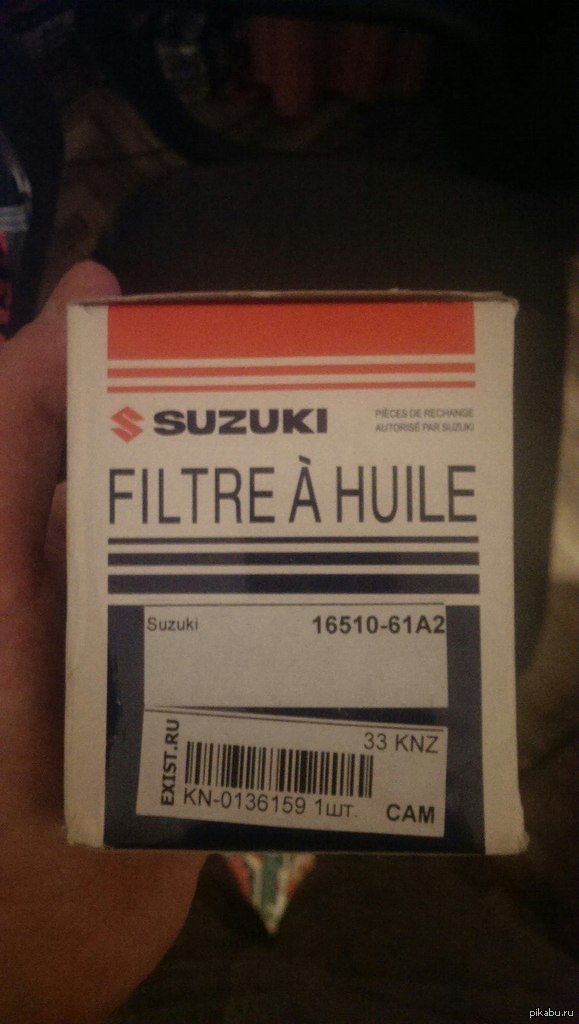 SUZUKI
PIÈCES DE RECHANGE
AUTORISÉ PAR SUZUKI
FILTRE À HUILE
Suzuki 16510-61A2
EXIST.RU
33 KNZ
KN-0136159 1шт.
CAM
pikabu.ru